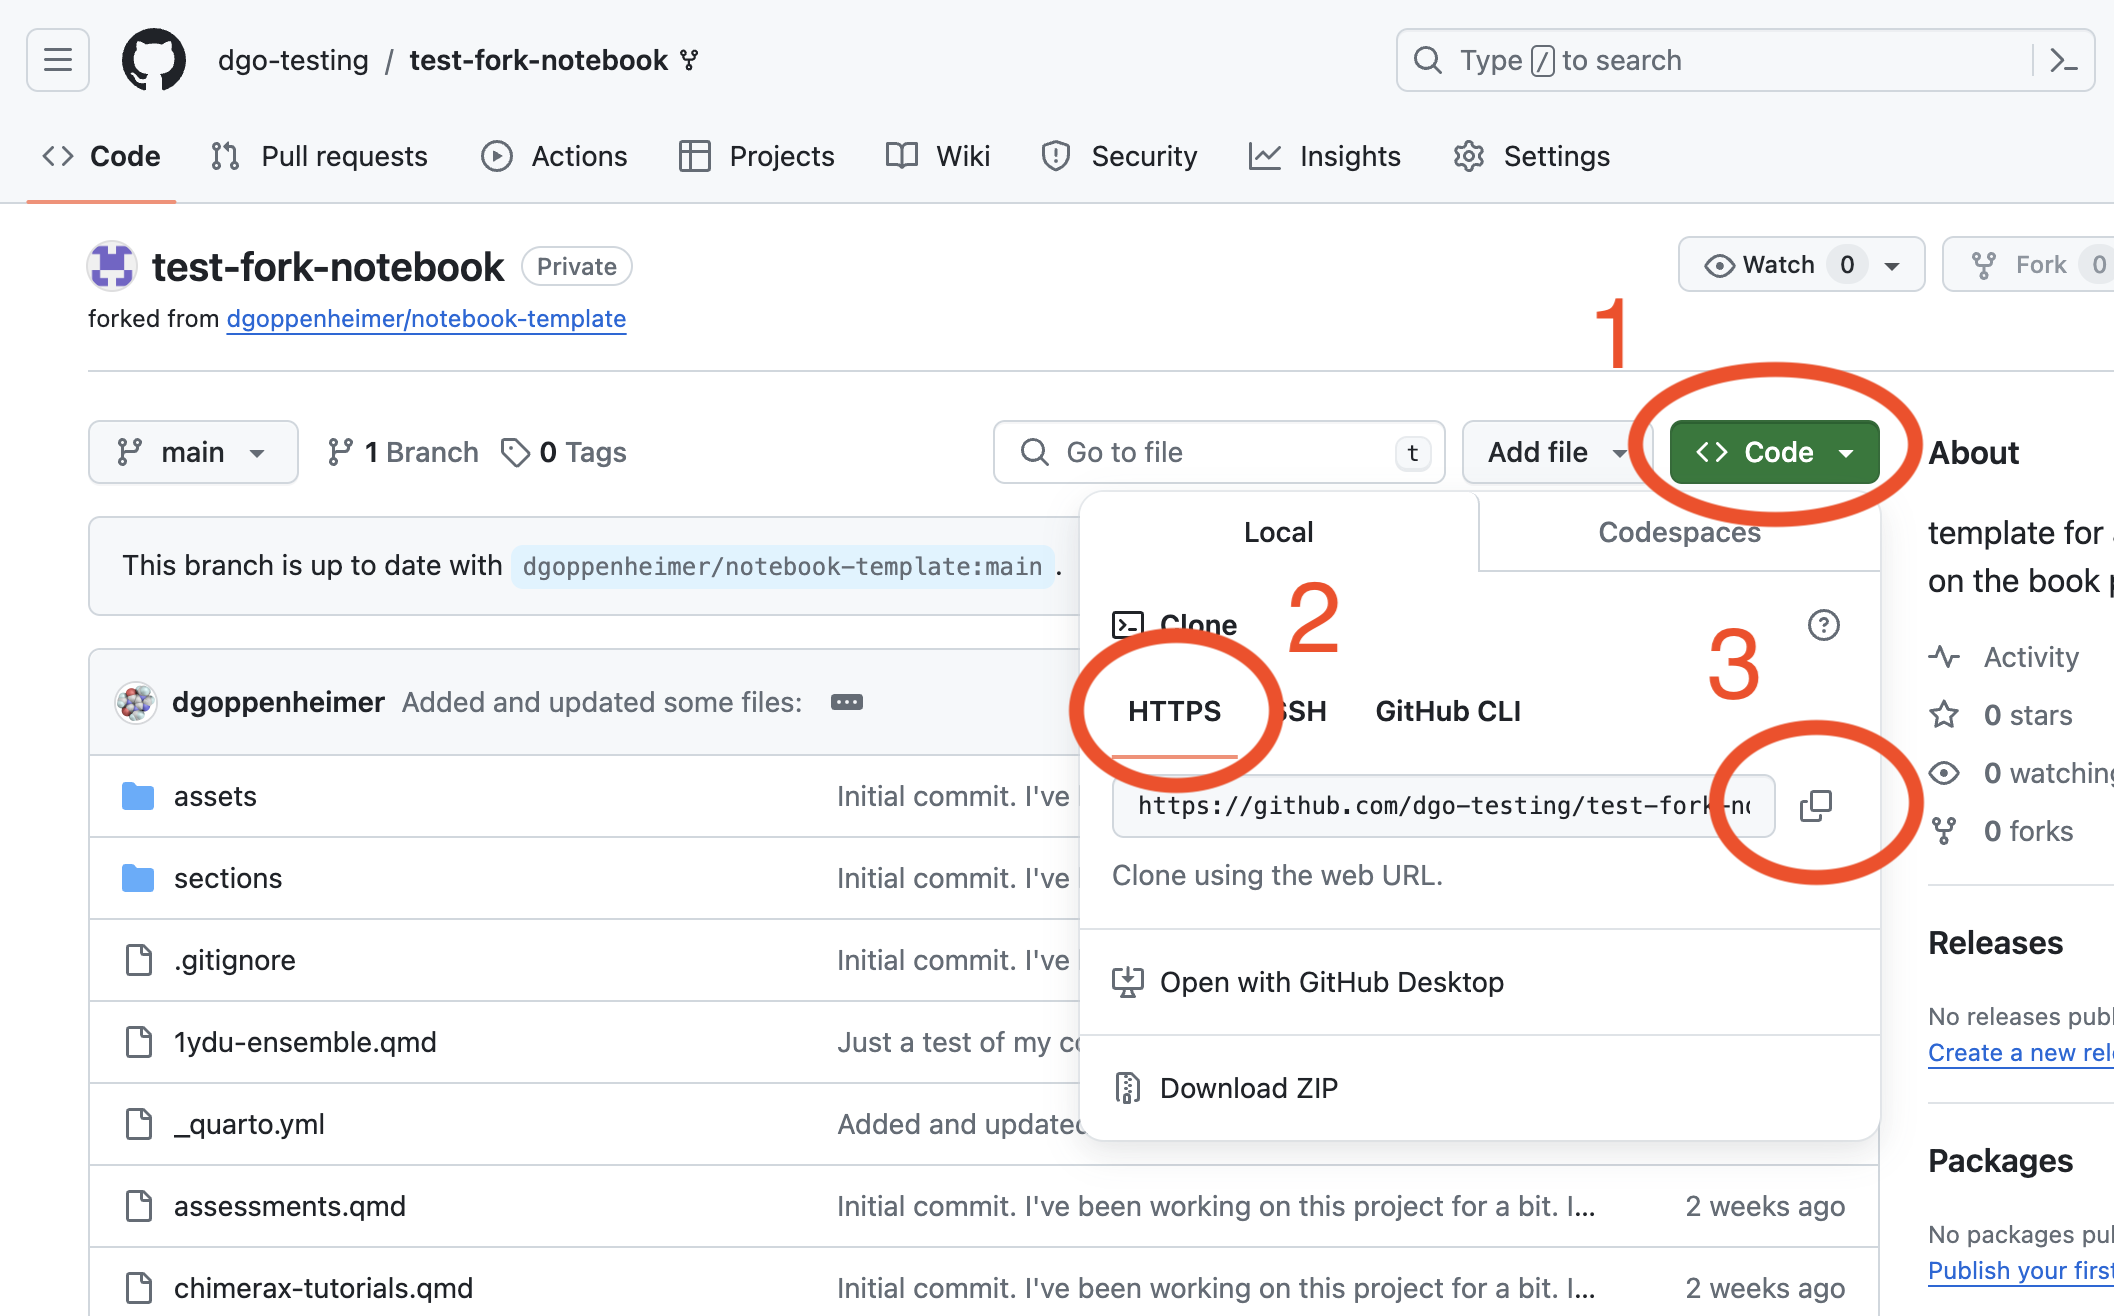 dgo-testing / test-fork-notebook
Type / to search
Code
Pull requests
Actions
Projects
Wiki
Security
Insights
Settings
test-fork-notebook Private
Watch 0
Fork 0
forked from dgoppenheimer/notebook-template
1
main
1 Branch
0 Tags
Go to file t
Add file
Code
About
Local
Codespaces
template for
on the book
This branch is up to date with dgoppenheimer/notebook-template:main .
Clone
2
3
HTTPS
SSH
GitHub CLI
Activity
0 stars
0 watching
0 forks
https://github.com/dgo-testing/test-fork-no
Clone using the web URL.
Open with GitHub Desktop
Download ZIP
dgoppenheimer Added and updated some files:
assets Initial commit. I've
sections Initial commit. I've
.gitignore Initial commit. I've
1ydu-ensemble.qmd Just a test of my
_quarto.yml Added and updated
assessments.qmd Initial commit. I've been working on this project for a bit. I... 2 weeks ago
chimerax-tutorials.qmd Initial commit. I've been working on this project for a bit. I... 2 weeks ago
Releases
No releases publ
Create a new rel
Packages
No packages pul
Publish your first